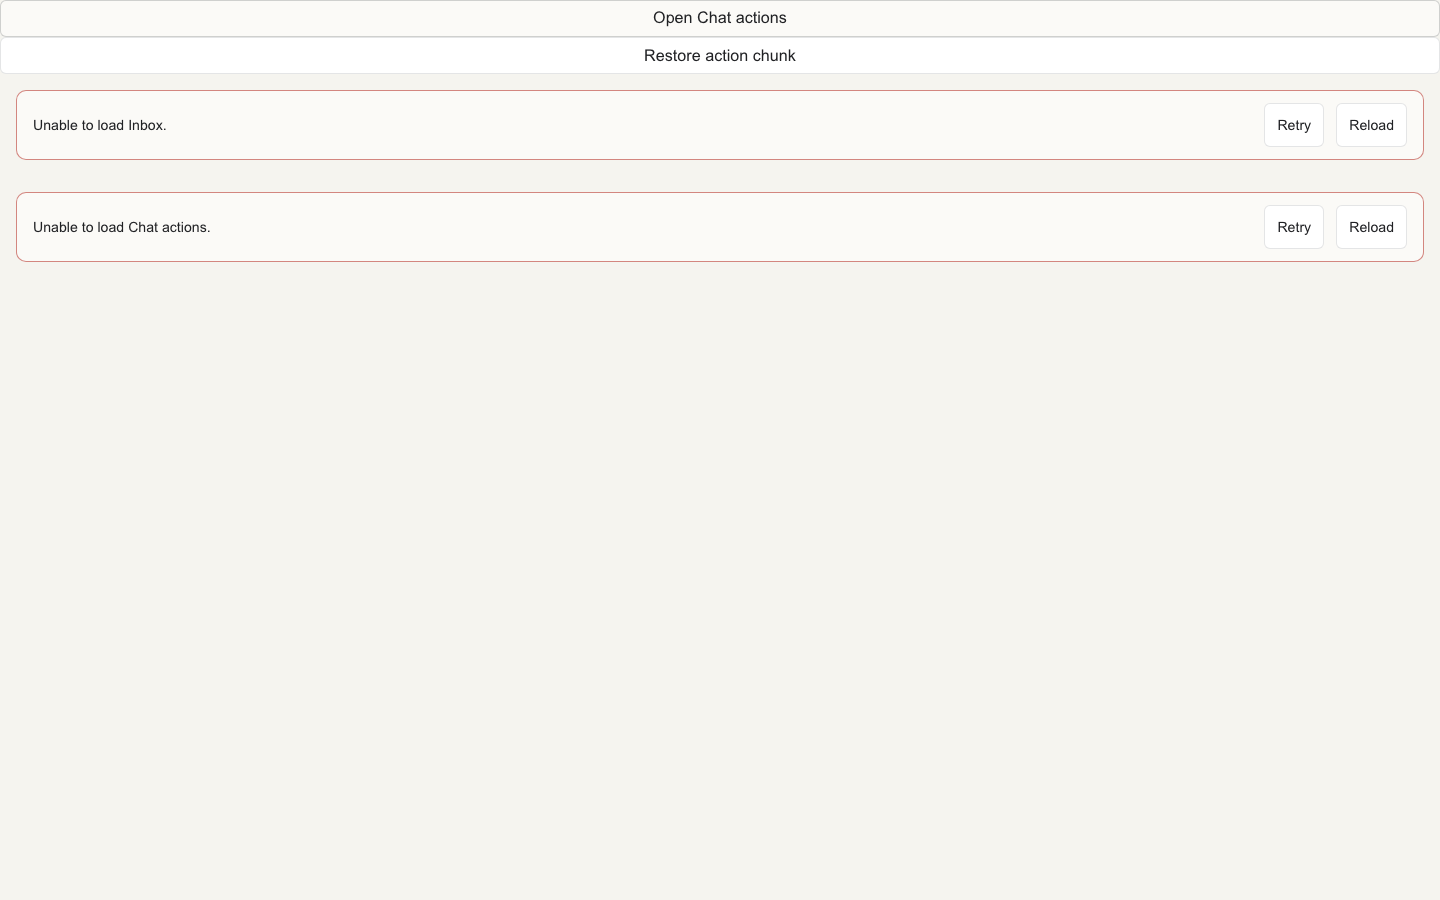 Open Chat actions
Restore action chunk
Unable to load Inbox.
Retry
Reload
Unable to load Chat actions.
Retry
Reload